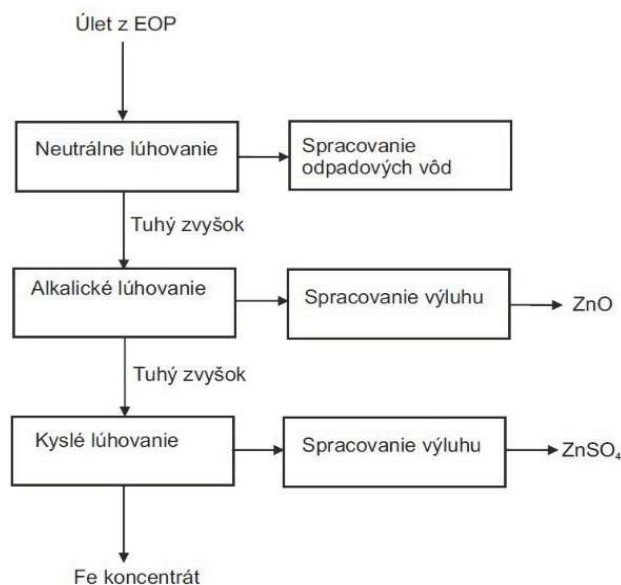 Úlet z EOP
Neutrálne lúhovanie
Spracovanie
odpadových vôd
Tuhý zvyšok
Alkalické lúhovanie
Spracovanie výluhu
ZnO
Tuhý zvyšok
Kyslé lúhovanie
Spracovanie výluhu
ZnSO₄
Fe koncentrát